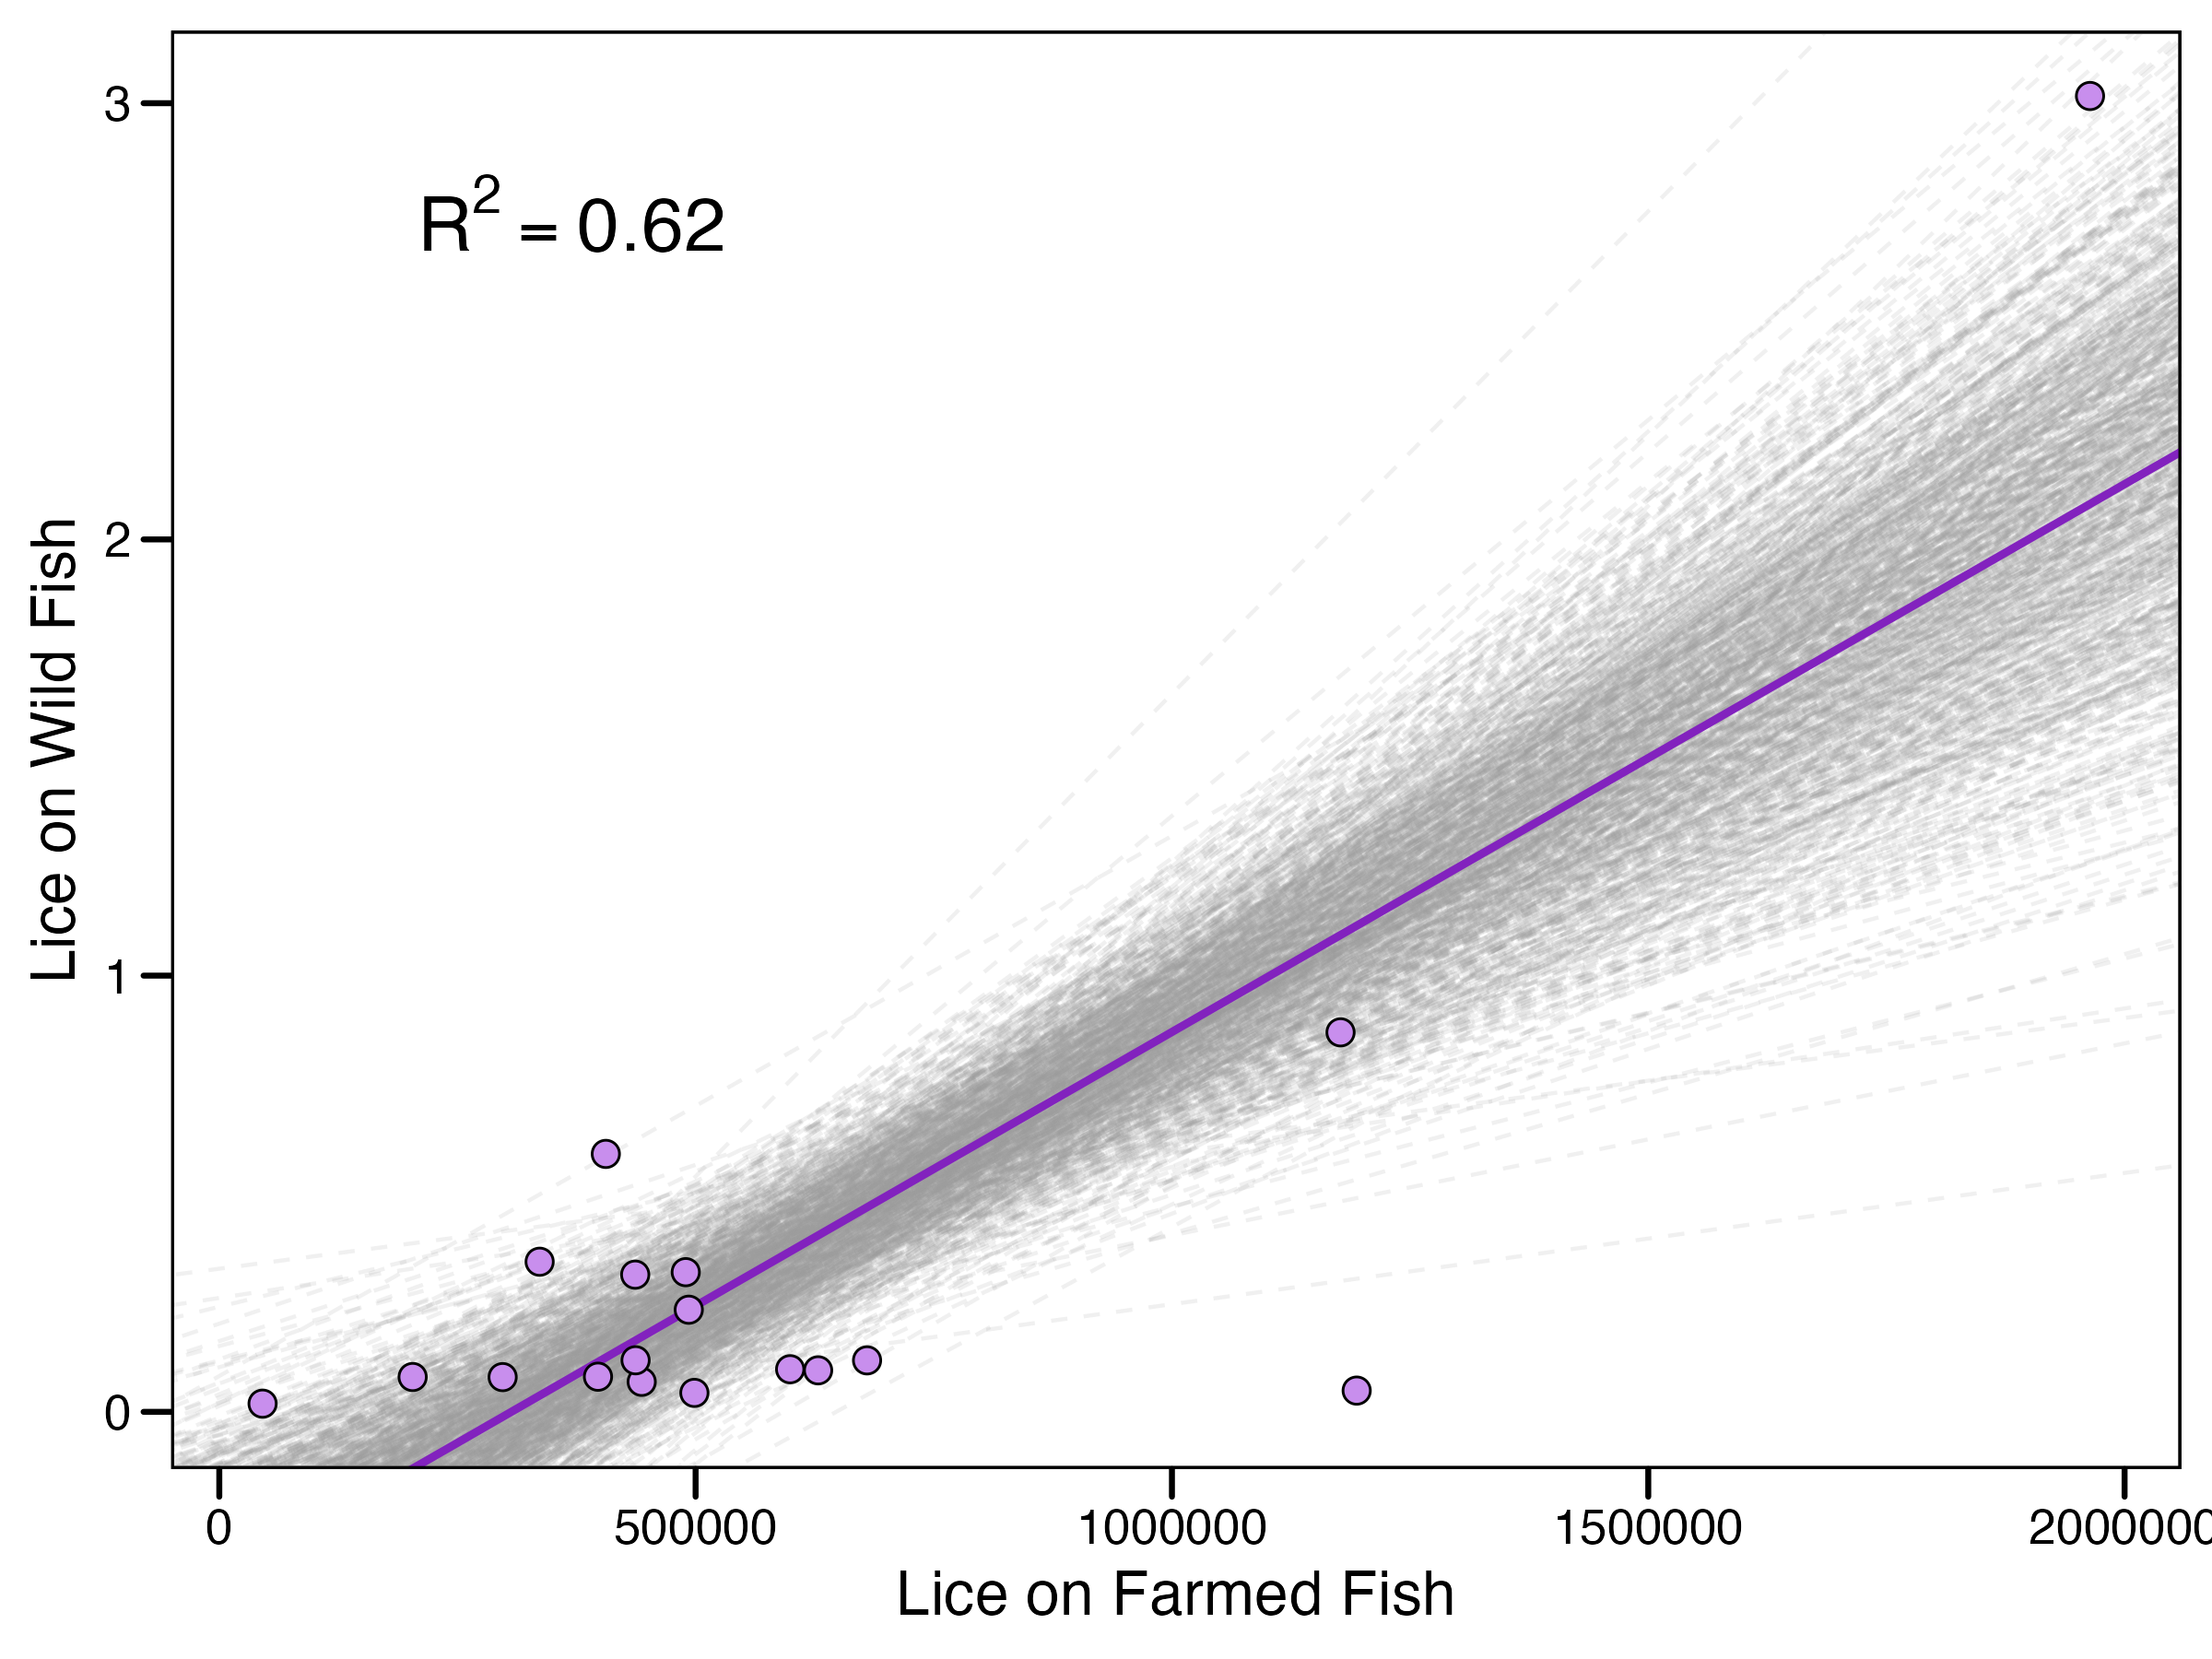 3
R² = 0.62
2
Lice on Wild Fish
1
0
0 500000 1000000 1500000 2000000
Lice on Farmed Fish